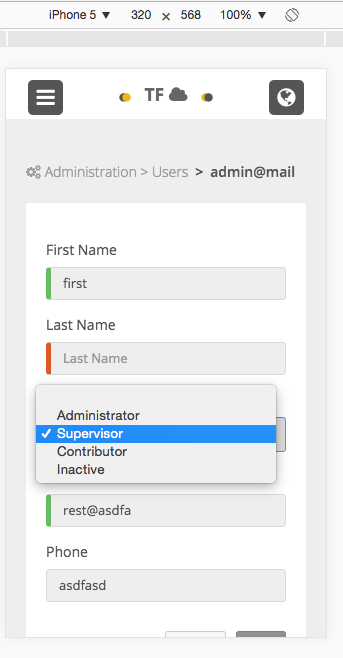 iPhone 5 ▼ 320 x 568 100% ▼
TF
Administration > Users > admin@mail
First Name
first
Last Name
Last Name
Administrator
✓ Supervisor
Contributor
Inactive
rest@asdfa
Phone
asdfasd